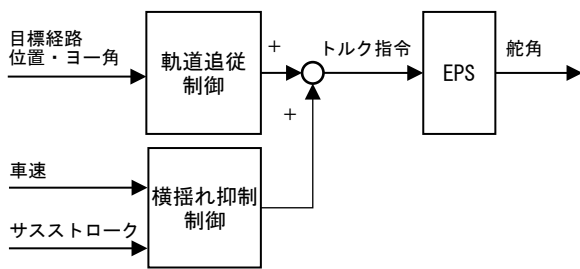 目標経路
位置・ヨー角
軌道追従
制御
+
トルク指令
EPS
舵角
+
車速
サスストローク
横揺れ抑制
制御